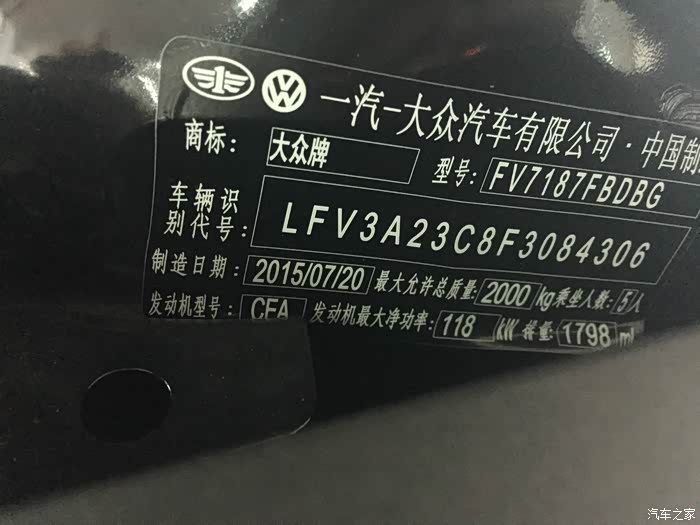 一汽-大众汽车有限公司·中国制
商标： 大众牌 型号： FV7187FBDBG
车辆识别代号： LFV3A23C8F3084306
制造日期： 2015/07/20 最大允许总质量: 2000 kg 乘坐人数: 5人
发动机型号： CEA 发动机最大净功率: 118 kW 排量: 1798 ml
汽车之家